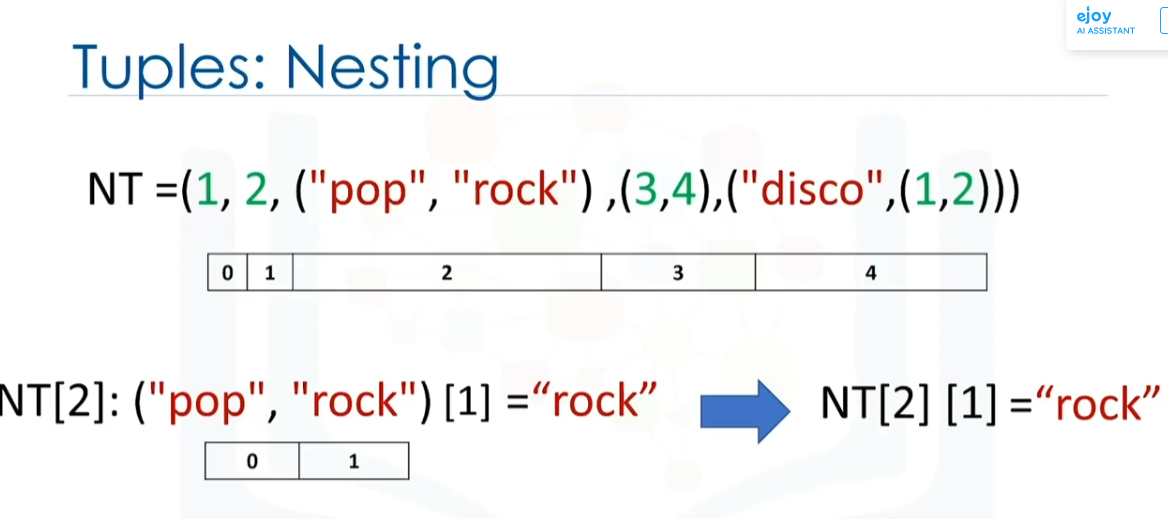 ejoy
AI ASSISTANT
Tuples: Nesting
NT =(1, 2, ("pop", "rock") ,(3,4),("disco",(1,2)))
0 1 2 3 4
NT[2]: ("pop", "rock") [1] =“rock” NT[2] [1] =“rock”
0 1